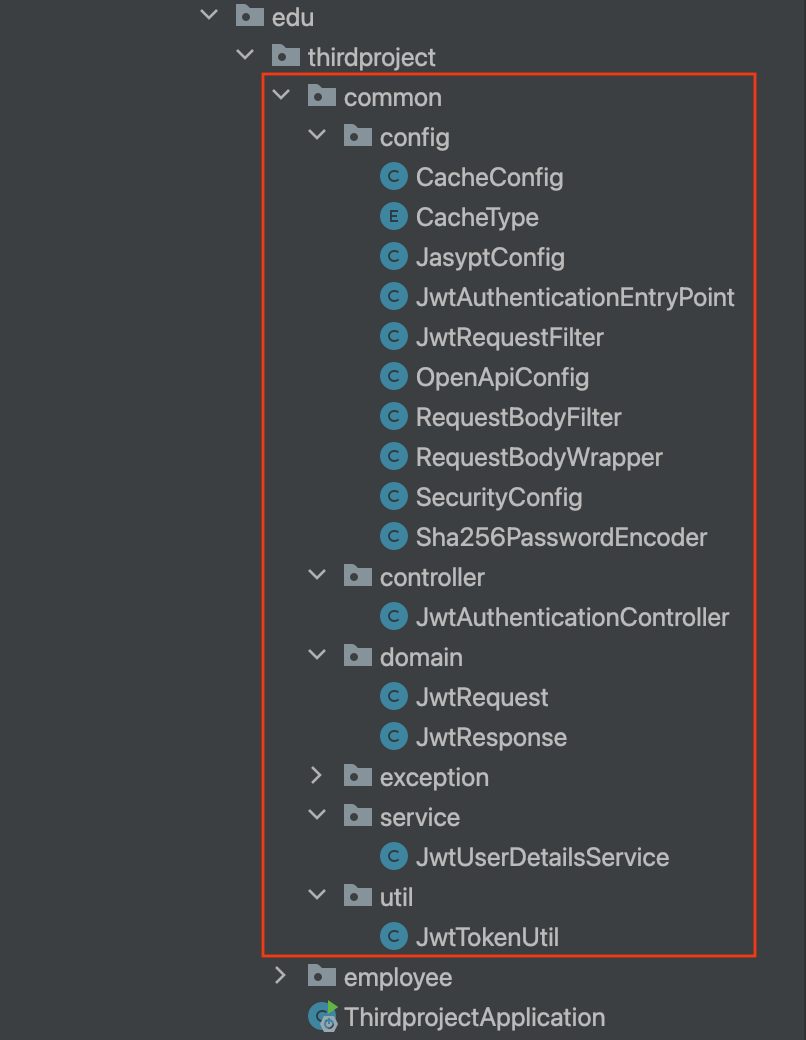 edu
thirdproject
common
config
C CacheConfig
E CacheType
C JasyptConfig
C JwtAuthenticationEntryPoint
C JwtRequestFilter
C OpenApiConfig
C RequestBodyFilter
C RequestBodyWrapper
C SecurityConfig
C Sha256PasswordEncoder
controller
C JwtAuthenticationController
domain
C JwtRequest
C JwtResponse
exception
service
C JwtUserDetailsService
util
C JwtTokenUtil
employee
C ThirdprojectApplication